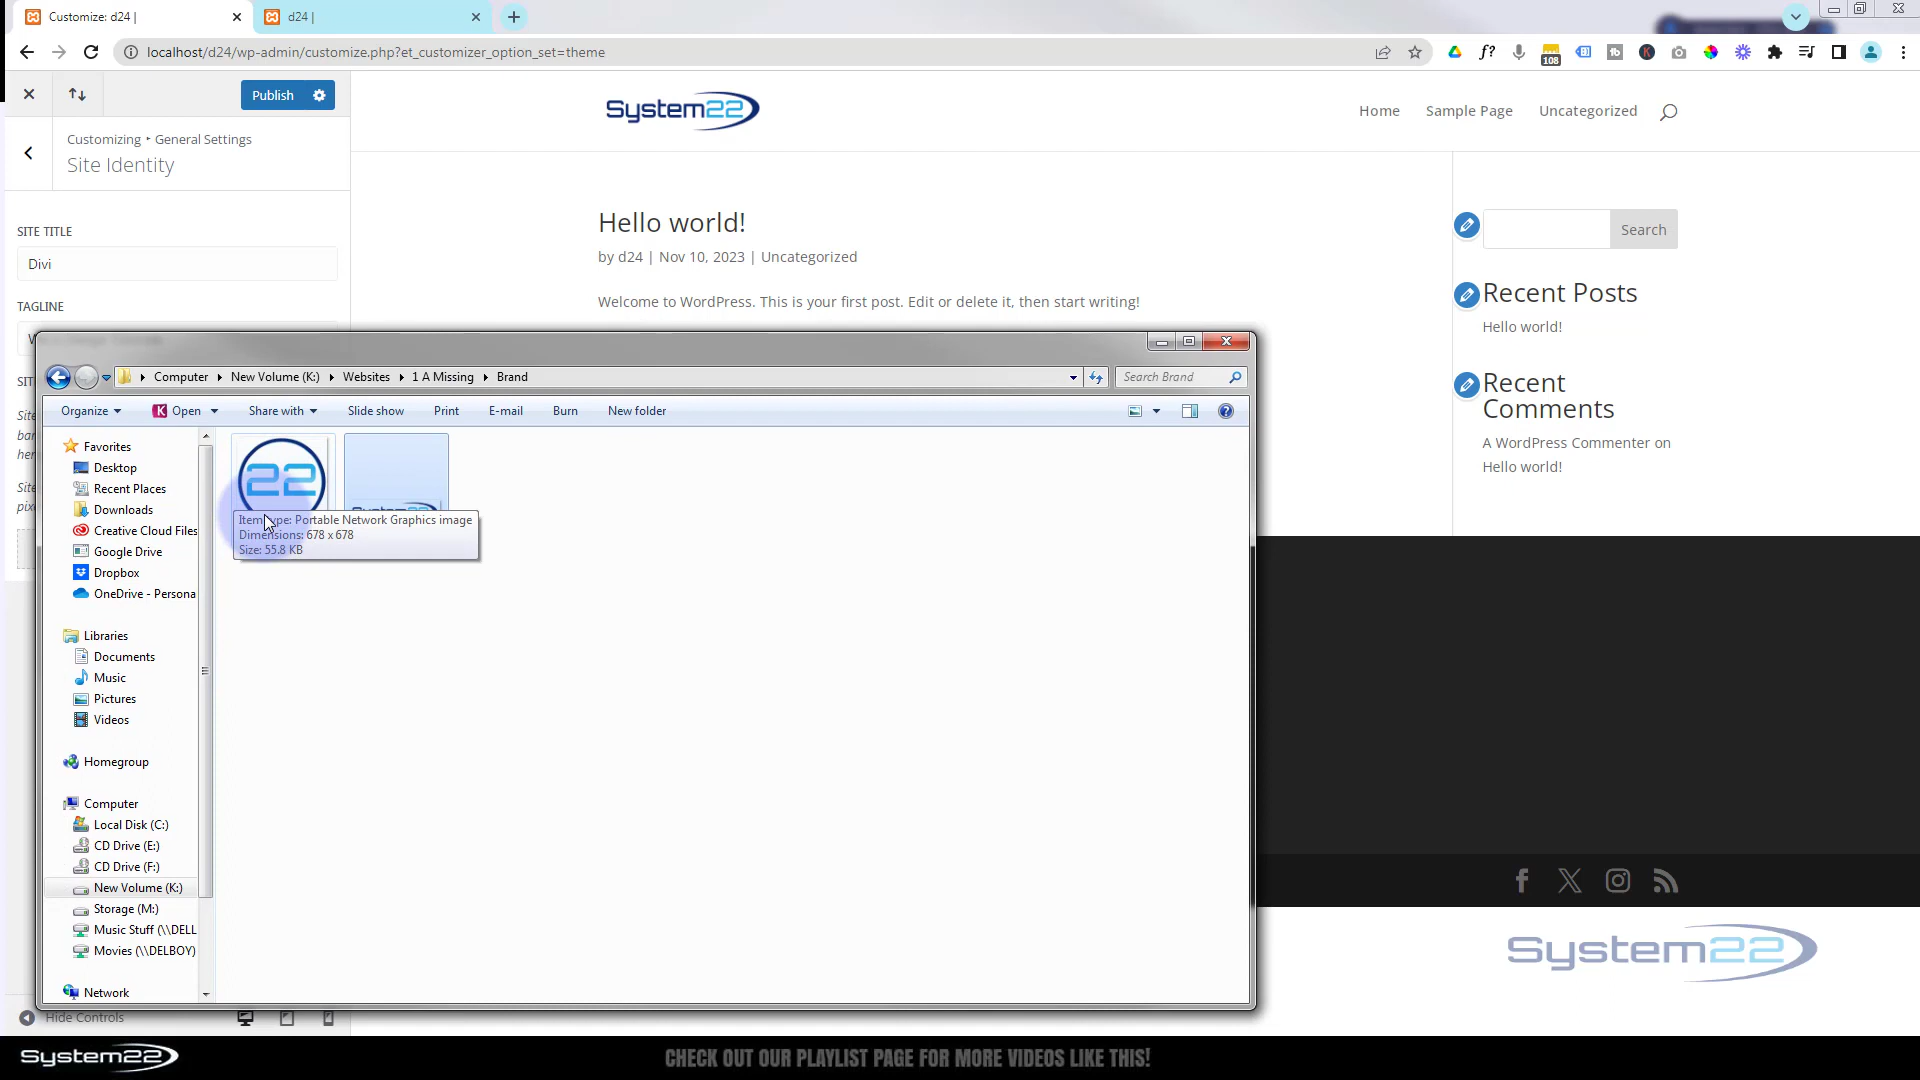 Customize: d24 |
d24 |
localhost/d24/wp-admin/customize.php?et_customizer_option_set=theme
f?
108
Publish
Customizing ‣ General Settings
Site Identity
SITE TITLE
Divi
TAGLINE
System22
Home
Sample Page
Uncategorized
Hello world!
by d24 | Nov 10, 2023 | Uncategorized
Welcome to WordPress. This is your first post. Edit or delete it, then start writing!
Search
Recent Posts
Hello world!
Recent
Comments
A WordPress Commenter on
Hello world!
Computer
New Volume (K:)
Websites
1 A Missing
Brand
Search Brand
Organize
Open
Share with
Slide show
Print
E-mail
Burn
New folder
Favorites
Desktop
Recent Places
Downloads
Creative Cloud Files
Google Drive
Dropbox
OneDrive - Persona
Libraries
Documents
Music
Pictures
Videos
Homegroup
Computer
Local Disk (C:)
CD Drive (E:)
CD Drive (F:)
New Volume (K:)
Storage (M:)
Music Stuff (\\DELL
Movies (\\DELBOY)
Network
22
Item type: Portable Network Graphics image
Dimensions: 678 x 678
Size: 55.8 KB
Hide Controls
System22
System22
CHECK OUT OUR PLAYLIST PAGE FOR MORE VIDEOS LIKE THIS!